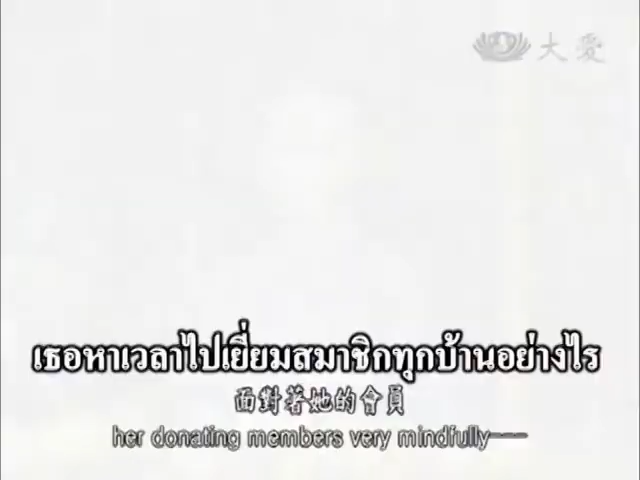 大愛
เธอหาเวลาไปเยี่ยมสมาชิกทุกบ้านอย่างไร
面對著她的會員
her donating members very mindfully---